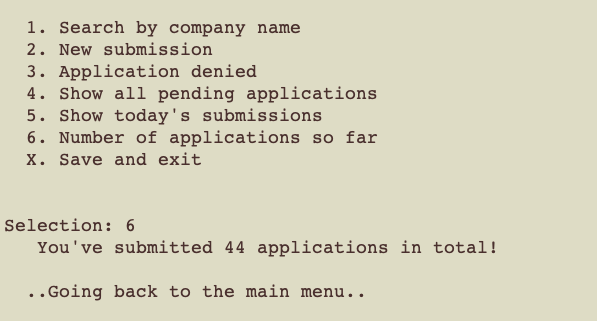 1. Search by company name
2. New submission
3. Application denied
4. Show all pending applications
5. Show today's submissions
6. Number of applications so far
X. Save and exit
Selection: 6
You've submitted 44 applications in total!
..Going back to the main menu..